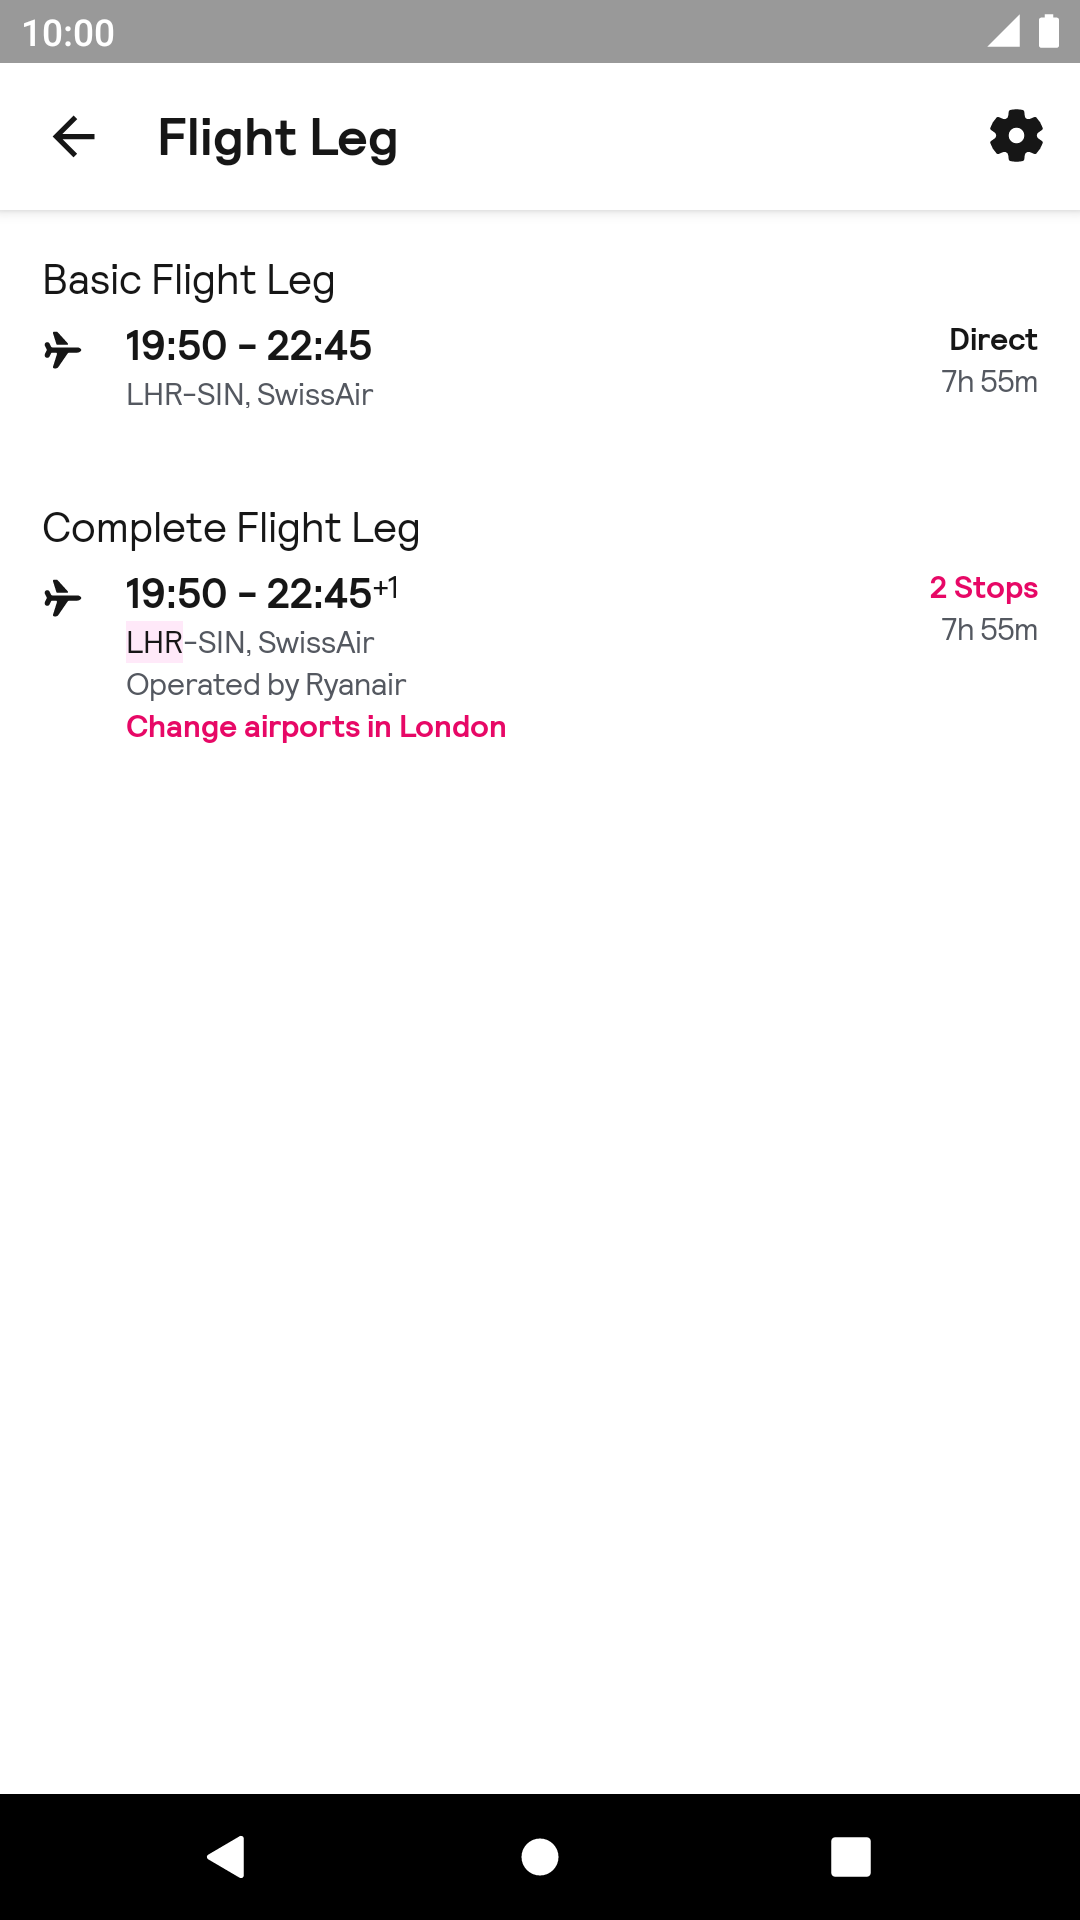 10:00
Flight Leg
Basic Flight Leg
19:50 - 22:45
Direct
LHR-SIN, SwissAir
7h 55m
Complete Flight Leg
19:50 - 22:45+1
2 Stops
LHR-SIN, SwissAir
7h 55m
Operated by Ryanair
Change airports in London